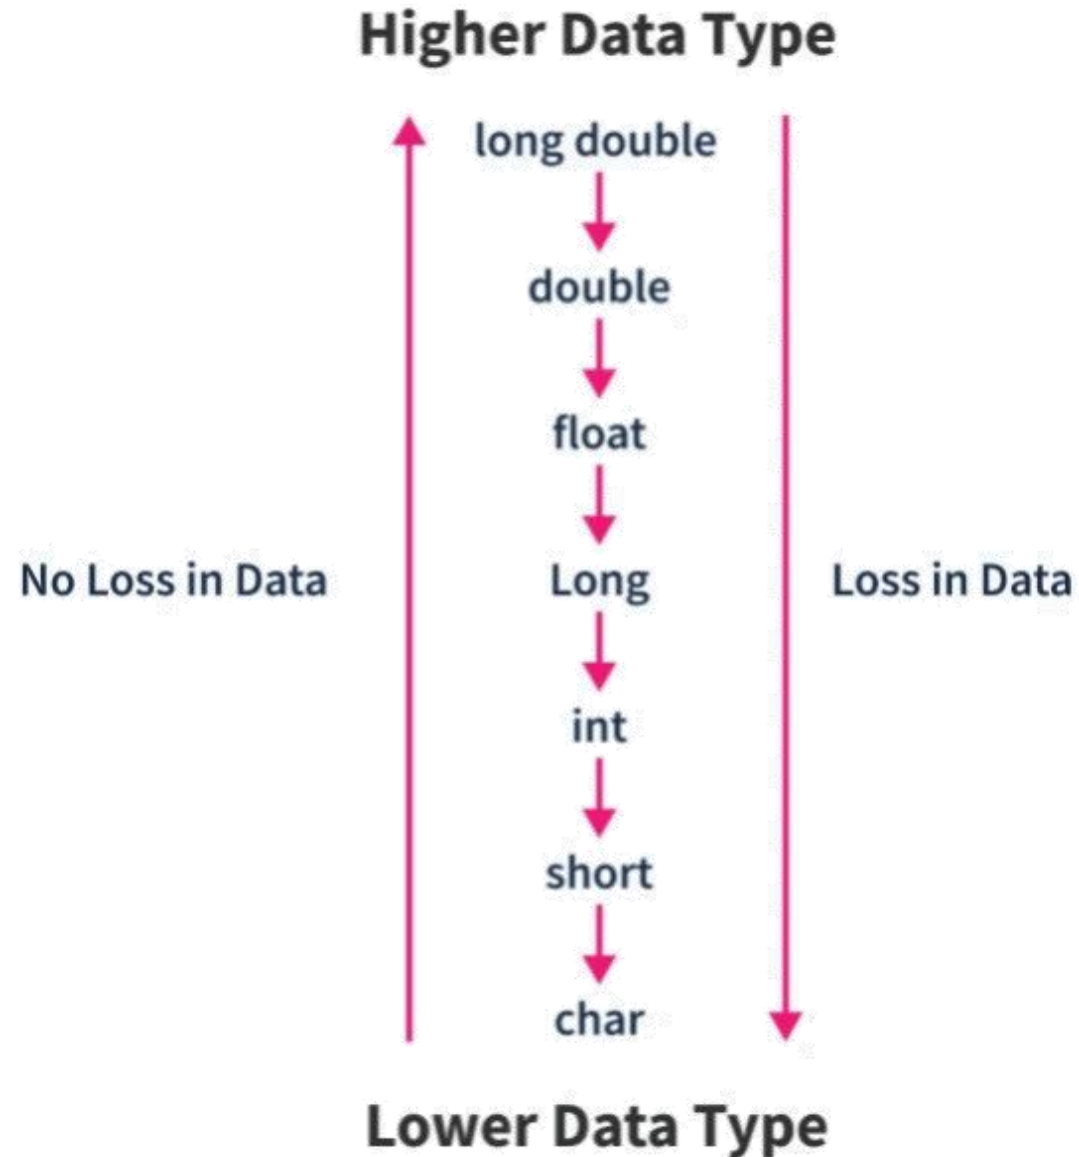 Higher Data Type
long double
double
float
No Loss in Data
Long
Loss in Data
int
short
char
Lower Data Type